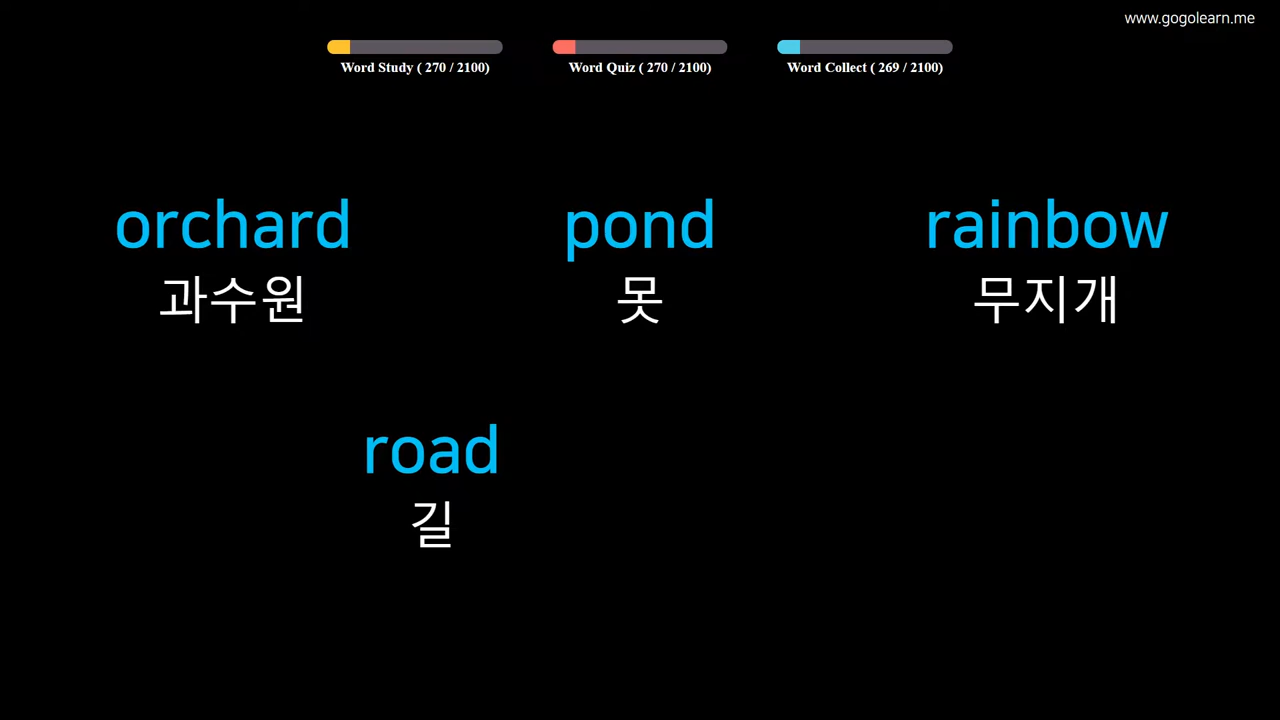 www.gogolearn.me
Word Study ( 270 / 2100)
Word Quiz ( 270 / 2100)
Word Collect ( 269 / 2100)
orchard
과수원
pond
못
rainbow
무지개
road
길